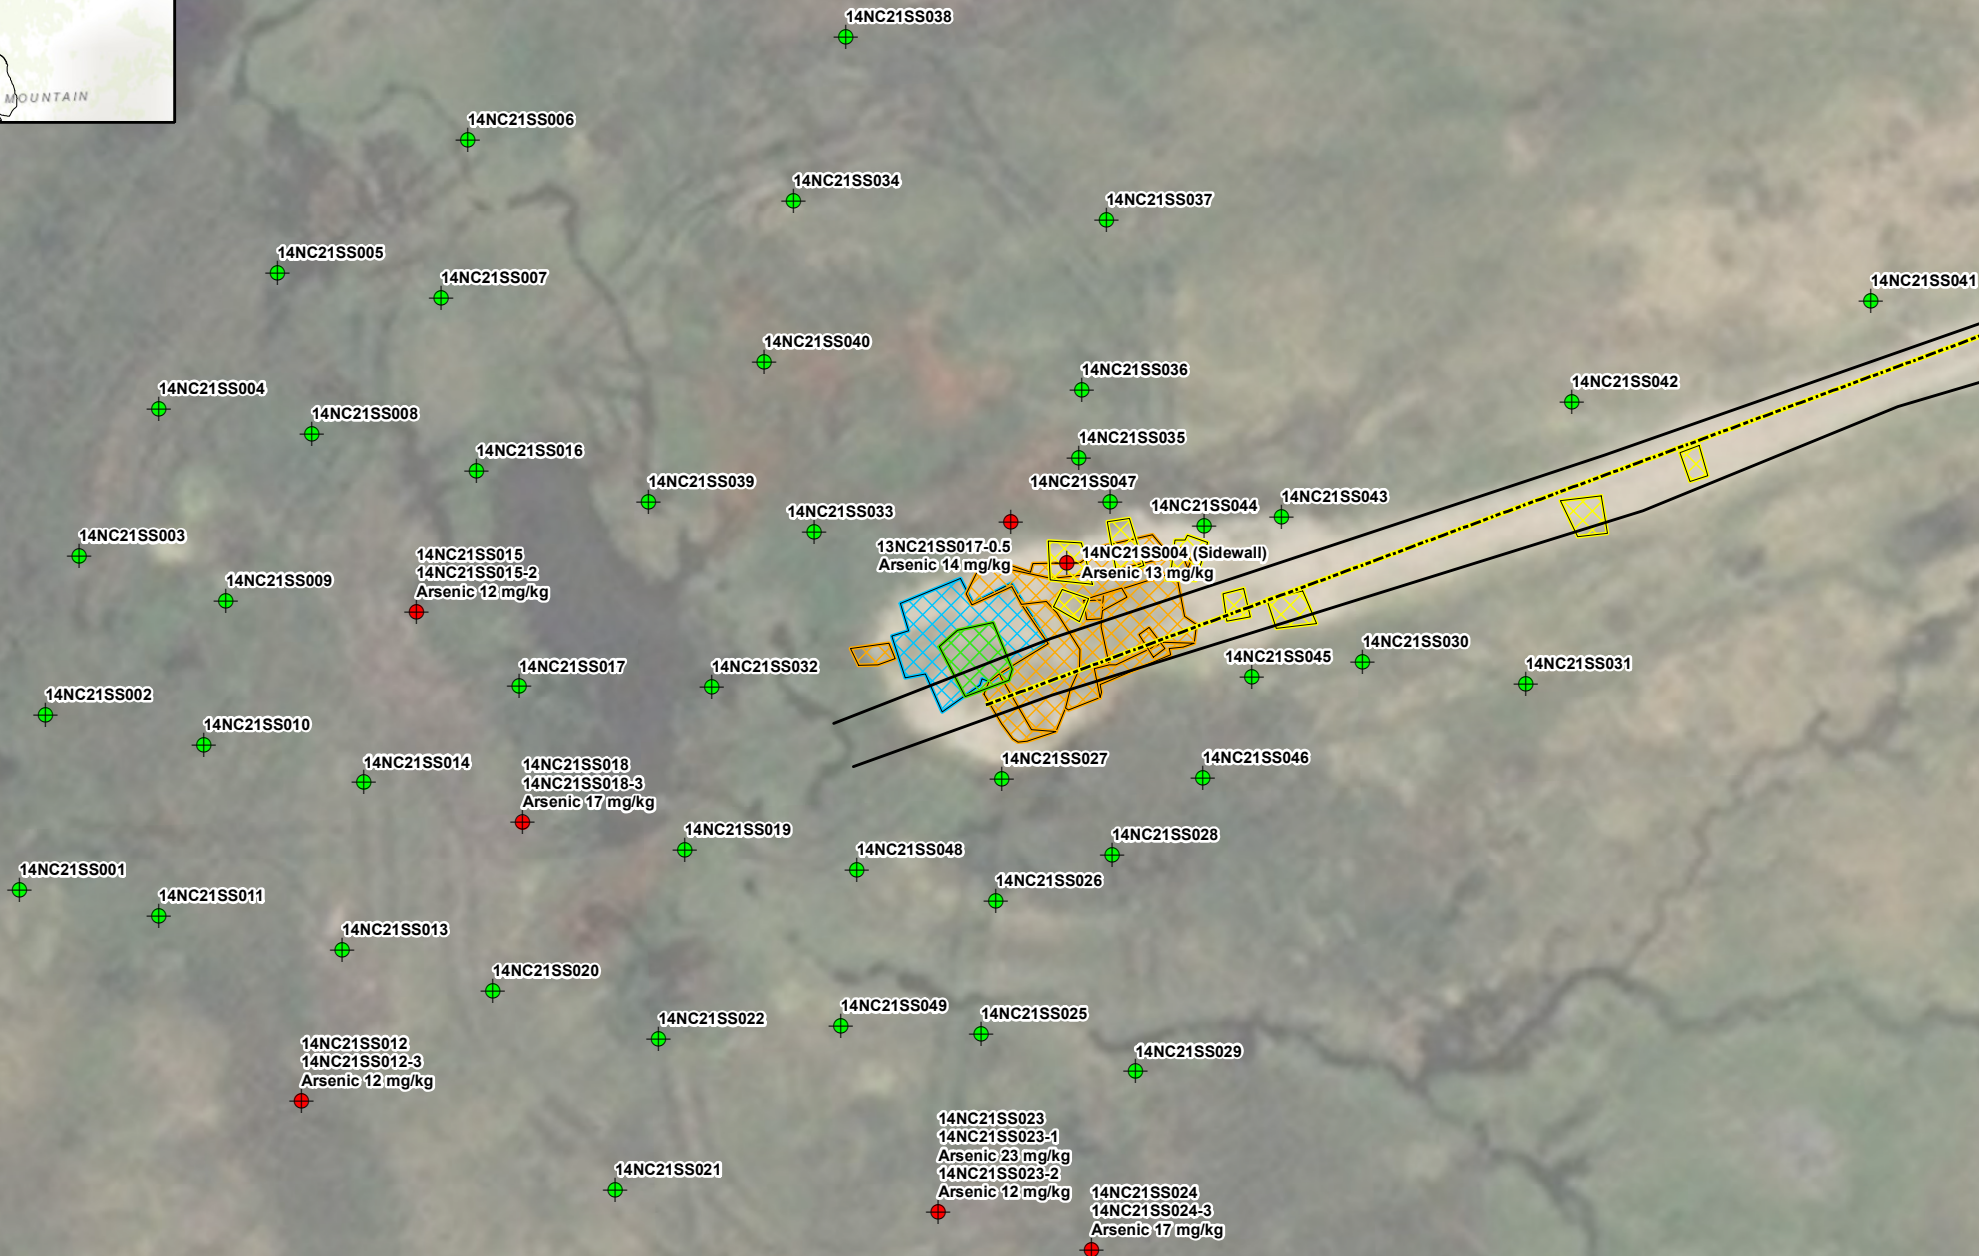 14NC21SS038
MOUNTAIN
14NC21SS006
14NC21SS034
14NC21SS037
14NC21SS005
14NC21SS007
14NC21SS041
14NC21SS040
14NC21SS036
14NC21SS042
14NC21SS004
14NC21SS008
14NC21SS035
14NC21SS016
14NC21SS039
14NC21SS047
14NC21SS044
14NC21SS043
14NC21SS033
14NC21SS003
13NC21SS017-0.5
Arsenic 14 mg/kg
14NC21SS004 (Sidewall)
Arsenic 13 mg/kg
14NC21SS015
14NC21SS015-2
Arsenic 12 mg/kg
14NC21SS009
14NC21SS030
14NC21SS045
14NC21SS031
14NC21SS017
14NC21SS032
14NC21SS002
14NC21SS010
14NC21SS014
14NC21SS018
14NC21SS018-3
Arsenic 17 mg/kg
14NC21SS027
14NC21SS046
14NC21SS019
14NC21SS028
14NC21SS048
14NC21SS001
14NC21SS026
14NC21SS011
14NC21SS013
14NC21SS020
14NC21SS049
14NC21SS025
14NC21SS022
14NC21SS012
14NC21SS012-3
Arsenic 12 mg/kg
14NC21SS029
14NC21SS023
14NC21SS023-1
Arsenic 23 mg/kg
14NC21SS023-2
Arsenic 12 mg/kg
14NC21SS021
14NC21SS024
14NC21SS024-3
Arsenic 17 mg/kg